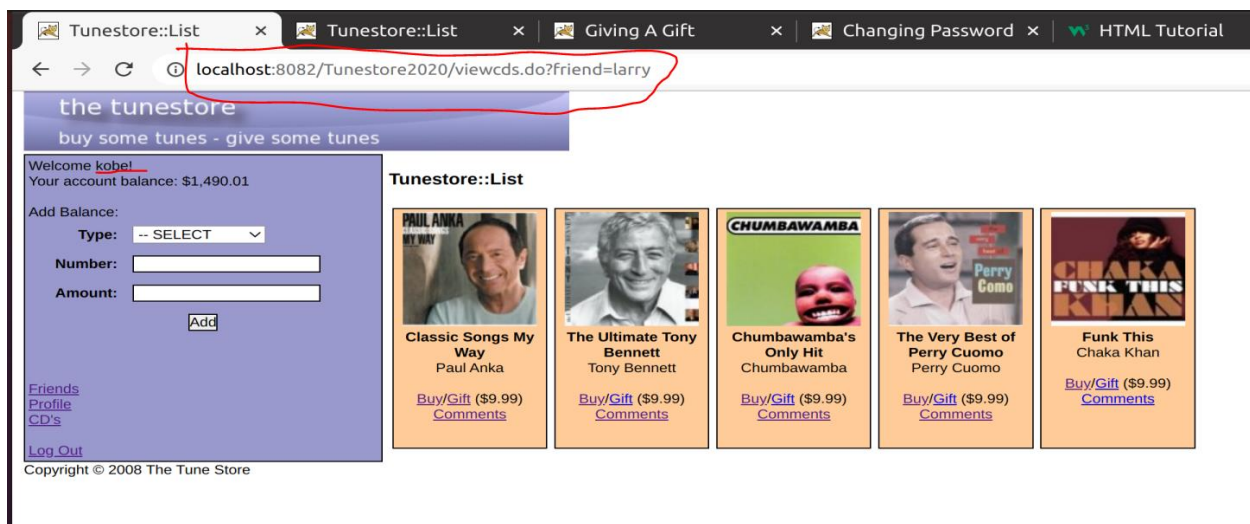 Tunestore::List × Tunestore::List × Giving A Gift × Changing Password × HTML Tutorial
localhost:8082/Tunestore2020/viewcds.do?friend=larry
the tunestore
buy some tunes - give some tunes
Welcome kobe!
Your account balance: $1,490.01
Add Balance:
Type: -- SELECT
Number:
Amount:
Add
Friends
Profile
CD's
Log Out
Copyright © 2008 The Tune Store
Tunestore::List
PAUL ANKA
CLASSIC SONGS
MY WAY
Classic Songs My
Way
Paul Anka
Buy/Gift ($9.99)
Comments
The Ultimate Tony
Bennett
Tony Bennett
Buy/Gift ($9.99)
Comments
CHUMBAWAMBA
Chumbawamba's
Only Hit
Chumbawamba
Buy/Gift ($9.99)
Comments
Perry
Como
The Very Best of
Perry Cuomo
Perry Cuomo
Buy/Gift ($9.99)
Comments
CHAKA
FUNK THIS
KHAN
Funk This
Chaka Khan
Buy/Gift ($9.99)
Comments